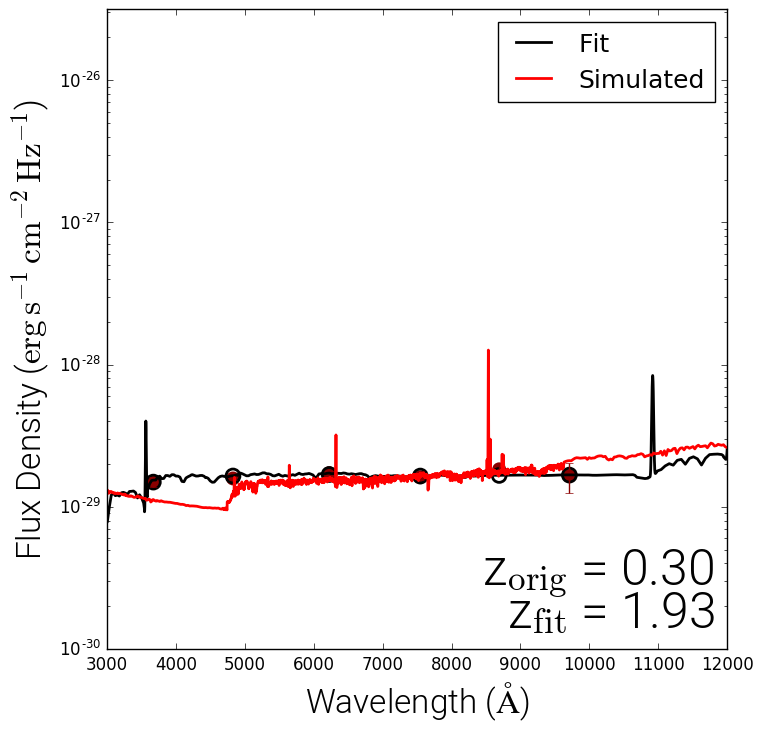 10⁻²⁶
10⁻²⁷
10⁻²⁸
10⁻²⁹
10⁻³⁰
Flux Density (erg s⁻¹ cm⁻² Hz⁻¹)
Fit
Simulated
z_orig = 0.30
z_fit = 1.93
3000 4000 5000 6000 7000 8000 9000 10000 11000 12000
Wavelength (Å)